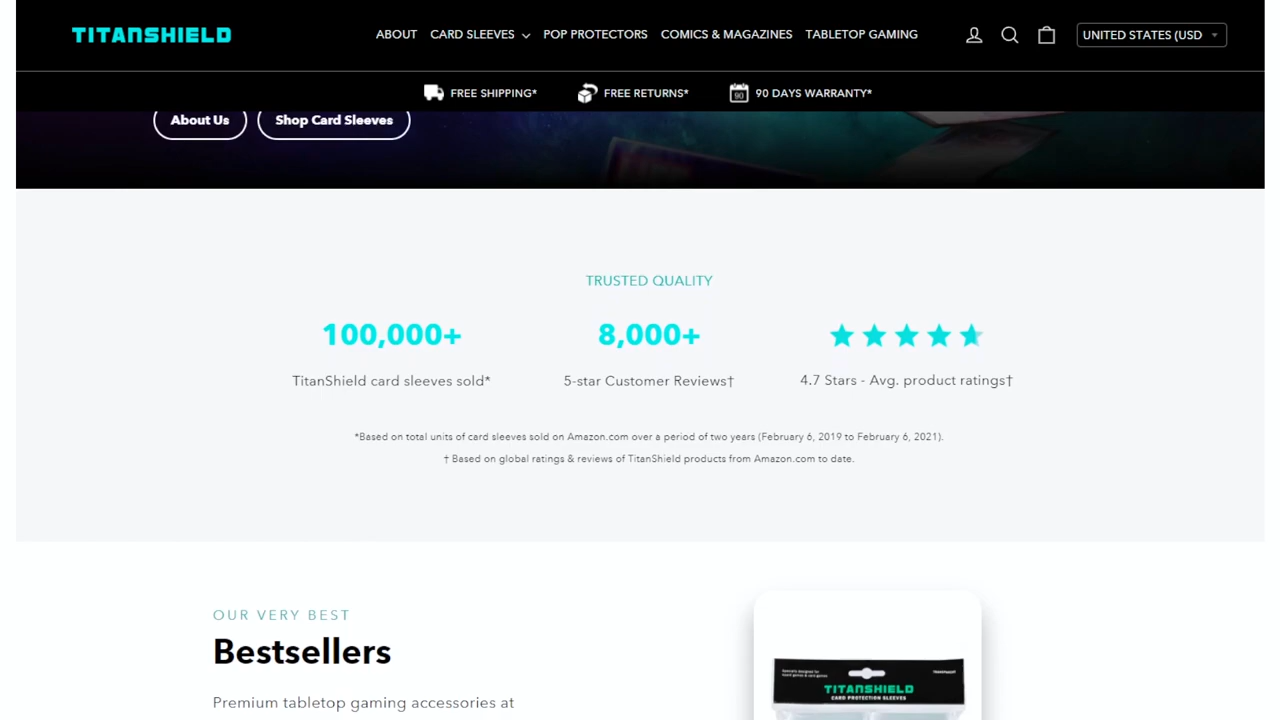 TITANSHIELD
ABOUT CARD SLEEVES POP PROTECTORS COMICS & MAGAZINES TABLETOP GAMING
UNITED STATES (USD
FREE SHIPPING* FREE RETURNS* 90 DAYS WARRANTY*
About Us Shop Card Sleeves
TRUSTED QUALITY
100,000+ 8,000+
TitanShield card sleeves sold* 5-star Customer Reviews† 4.7 Stars - Avg. product ratings†
*Based on total units of card sleeves sold on Amazon.com over a period of two years (February 6, 2019 to February 6, 2021).
† Based on global ratings & reviews of TitanShield products from Amazon.com to date.
OUR VERY BEST
Bestsellers
Premium tabletop gaming accessories at
TITANSHIELD
CARD PROTECTION SLEEVES